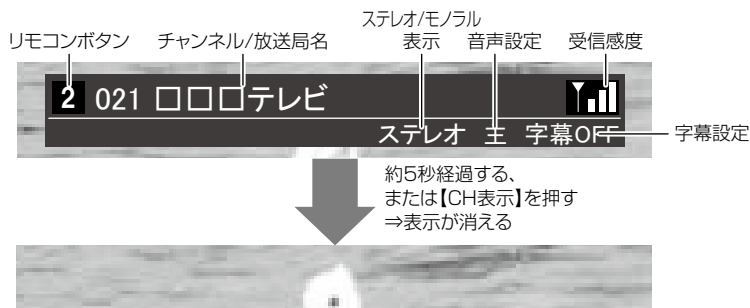 ステレオ/モノラル
リモコンボタン チャンネル/放送局名 表示 音声設定 受信感度
2 021 □□□テレビ
ステレオ 主 字幕OFF 字幕設定
約5秒経過する、
または【CH表示】を押す
⇒表示が消える